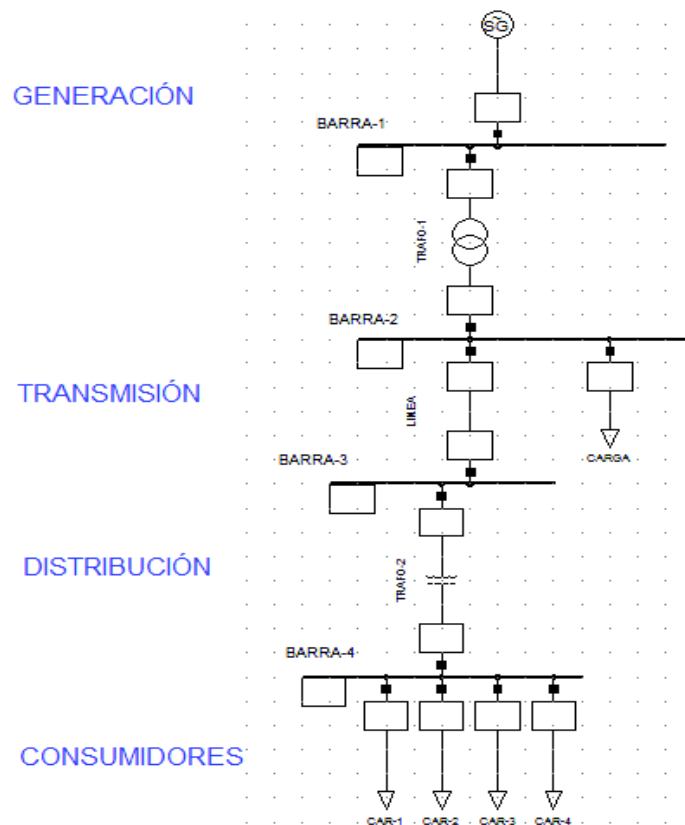 SG
GENERACIÓN
BARRA-1
TRAFO-1
BARRA-2
TRANSMISIÓN
LINEA
CARGA
BARRA-3
DISTRIBUCIÓN
TRAFO-2
BARRA-4
CONSUMIDORES
CAR-1 CAR-2 CAR-3 CAR-4